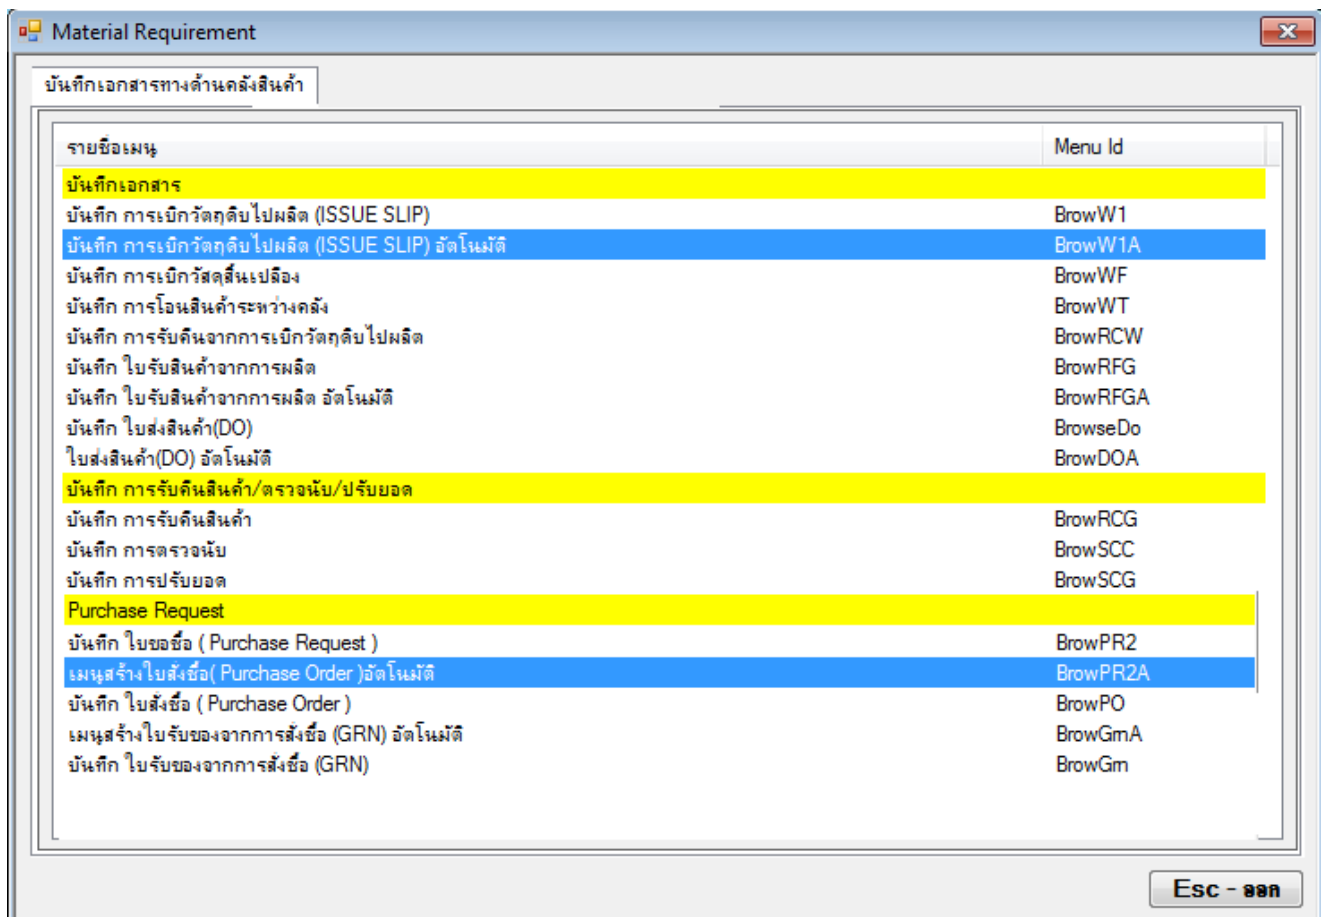 Material Requirement
บันทึกเอกสารทางด้านคลังสินค้า
รายชื่อเมนู Menu Id
บันทึกเอกสาร
บันทึก การเบิกวัตถุดิบไปผลิต (ISSUE SLIP) BrowW1
บันทึก การเบิกวัตถุดิบไปผลิต (ISSUE SLIP) อัตโนมัติ BrowW1A
บันทึก การเบิกวัสดุสิ้นเปลือง BrowWF
บันทึก การโอนสินค้าระหว่างคลัง BrowWT
บันทึก การรับคืนจากการเบิกวัตถุดิบไปผลิต BrowRCW
บันทึก ใบรับสินค้าจากการผลิต BrowRFG
บันทึก ใบรับสินค้าจากการผลิต อัตโนมัติ BrowRFGA
บันทึก ใบส่งสินค้า(DO) BrowseDo
ใบส่งสินค้า(DO) อัตโนมัติ BrowDOA
บันทึก การรับคืนสินค้า/ตรวจนับ/ปรับยอด
บันทึก การรับคืนสินค้า BrowRCG
บันทึก การตรวจนับ BrowSCC
บันทึก การปรับยอด BrowSCG
Purchase Request
บันทึก ใบขอซื้อ ( Purchase Request ) BrowPR2
เมนูสร้างใบสั่งซื้อ( Purchase Order )อัตโนมัติ BrowPR2A
บันทึก ใบสั่งซื้อ ( Purchase Order ) BrowPO
เมนูสร้างใบรับของจากการสั่งซื้อ (GRN) อัตโนมัติ BrowGrnA
บันทึก ใบรับของจากการสั่งซื้อ (GRN) BrowGrn
Esc - ออก